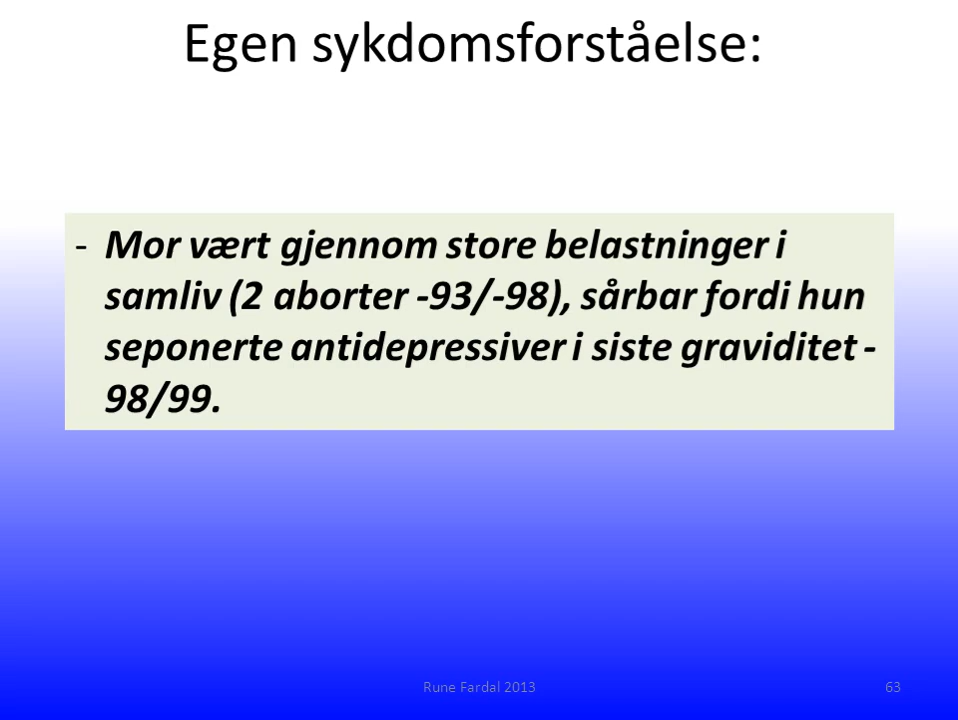 Egen sykdomsforståelse:
- Mor vært gjennom store belastninger i
samliv (2 aborter -93/-98), sårbar fordi hun
seponerte antidepressiver i siste graviditet -
98/99.
Rune Fardal 2013
63